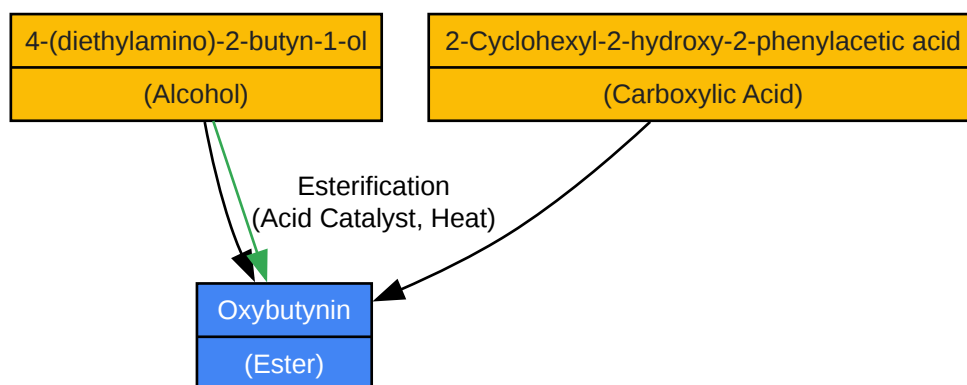 4-(diethylamino)-2-butyn-1-ol
(Alcohol)
2-Cyclohexyl-2-hydroxy-2-phenylacetic acid
(Carboxylic Acid)
Esterification
(Acid Catalyst, Heat)
Oxybutynin
(Ester)